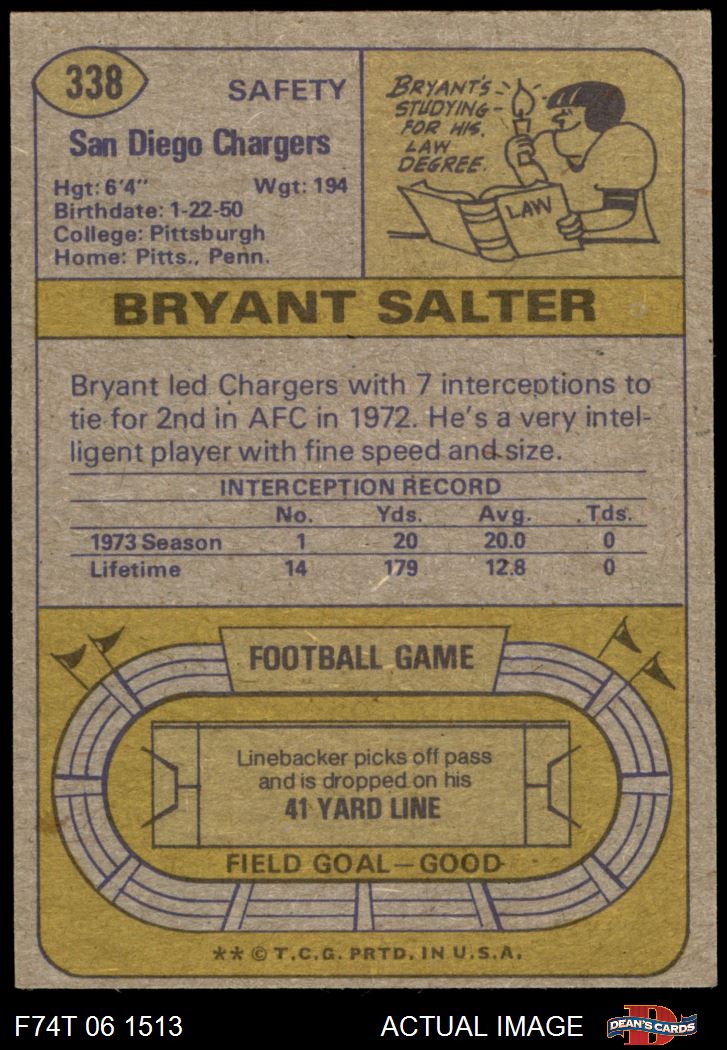 338
SAFETY
San Diego Chargers
Hgt: 6'4" Wgt: 194
Birthdate: 1-22-50
College: Pittsburgh
Home: Pitts., Penn.
BRYANT'S
STUDYING
FOR HIS
LAW
DEGREE.
LAW
BRYANT SALTER
Bryant led Chargers with 7 interceptions to
tie for 2nd in AFC in 1972. He's a very intel-
ligent player with fine speed and size.
INTERCEPTION RECORD
No. Yds. Avg. Tds.
1973 Season 1 20 20.0 0
Lifetime 14 179 12.8 0
FOOTBALL GAME
Linebacker picks off pass
and is dropped on his
41 YARD LINE
FIELD GOAL—GOOD
** © T.C.G. PRTD. IN U.S.A.
F74T 06 1513 ACTUAL IMAGE
DEAN'S CARDS